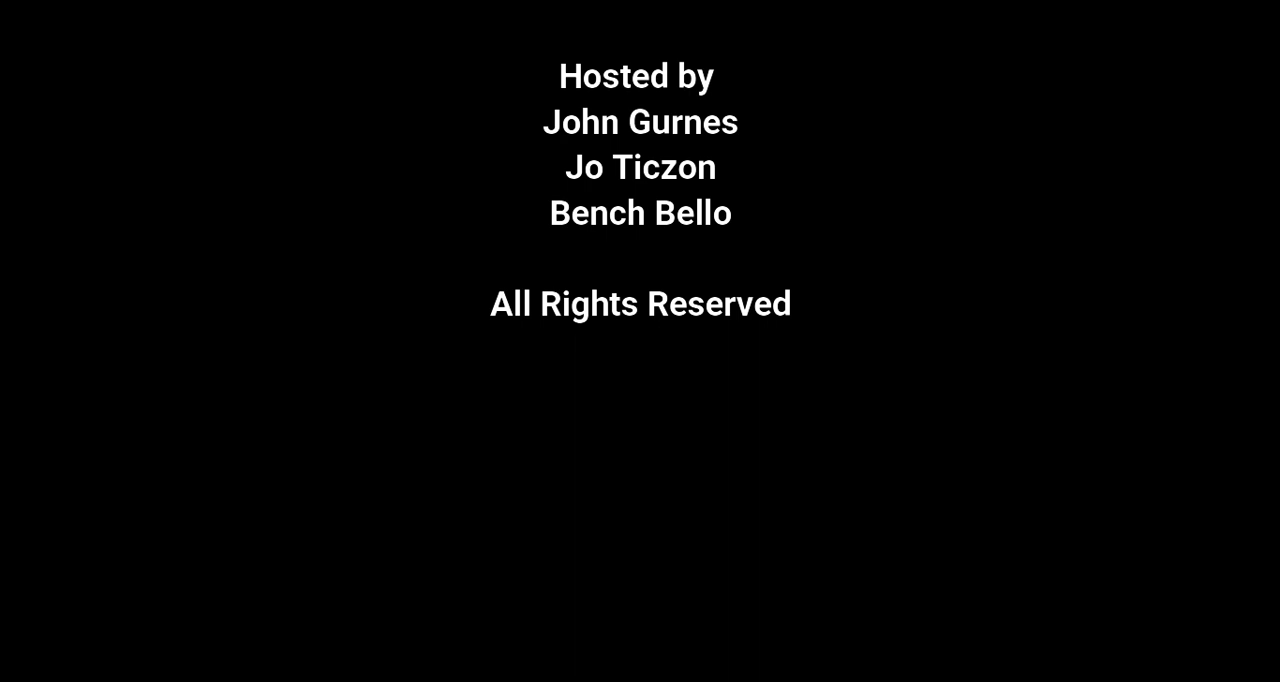 Hosted by
John Gurnes
Jo Ticzon
Bench Bello
All Rights Reserved